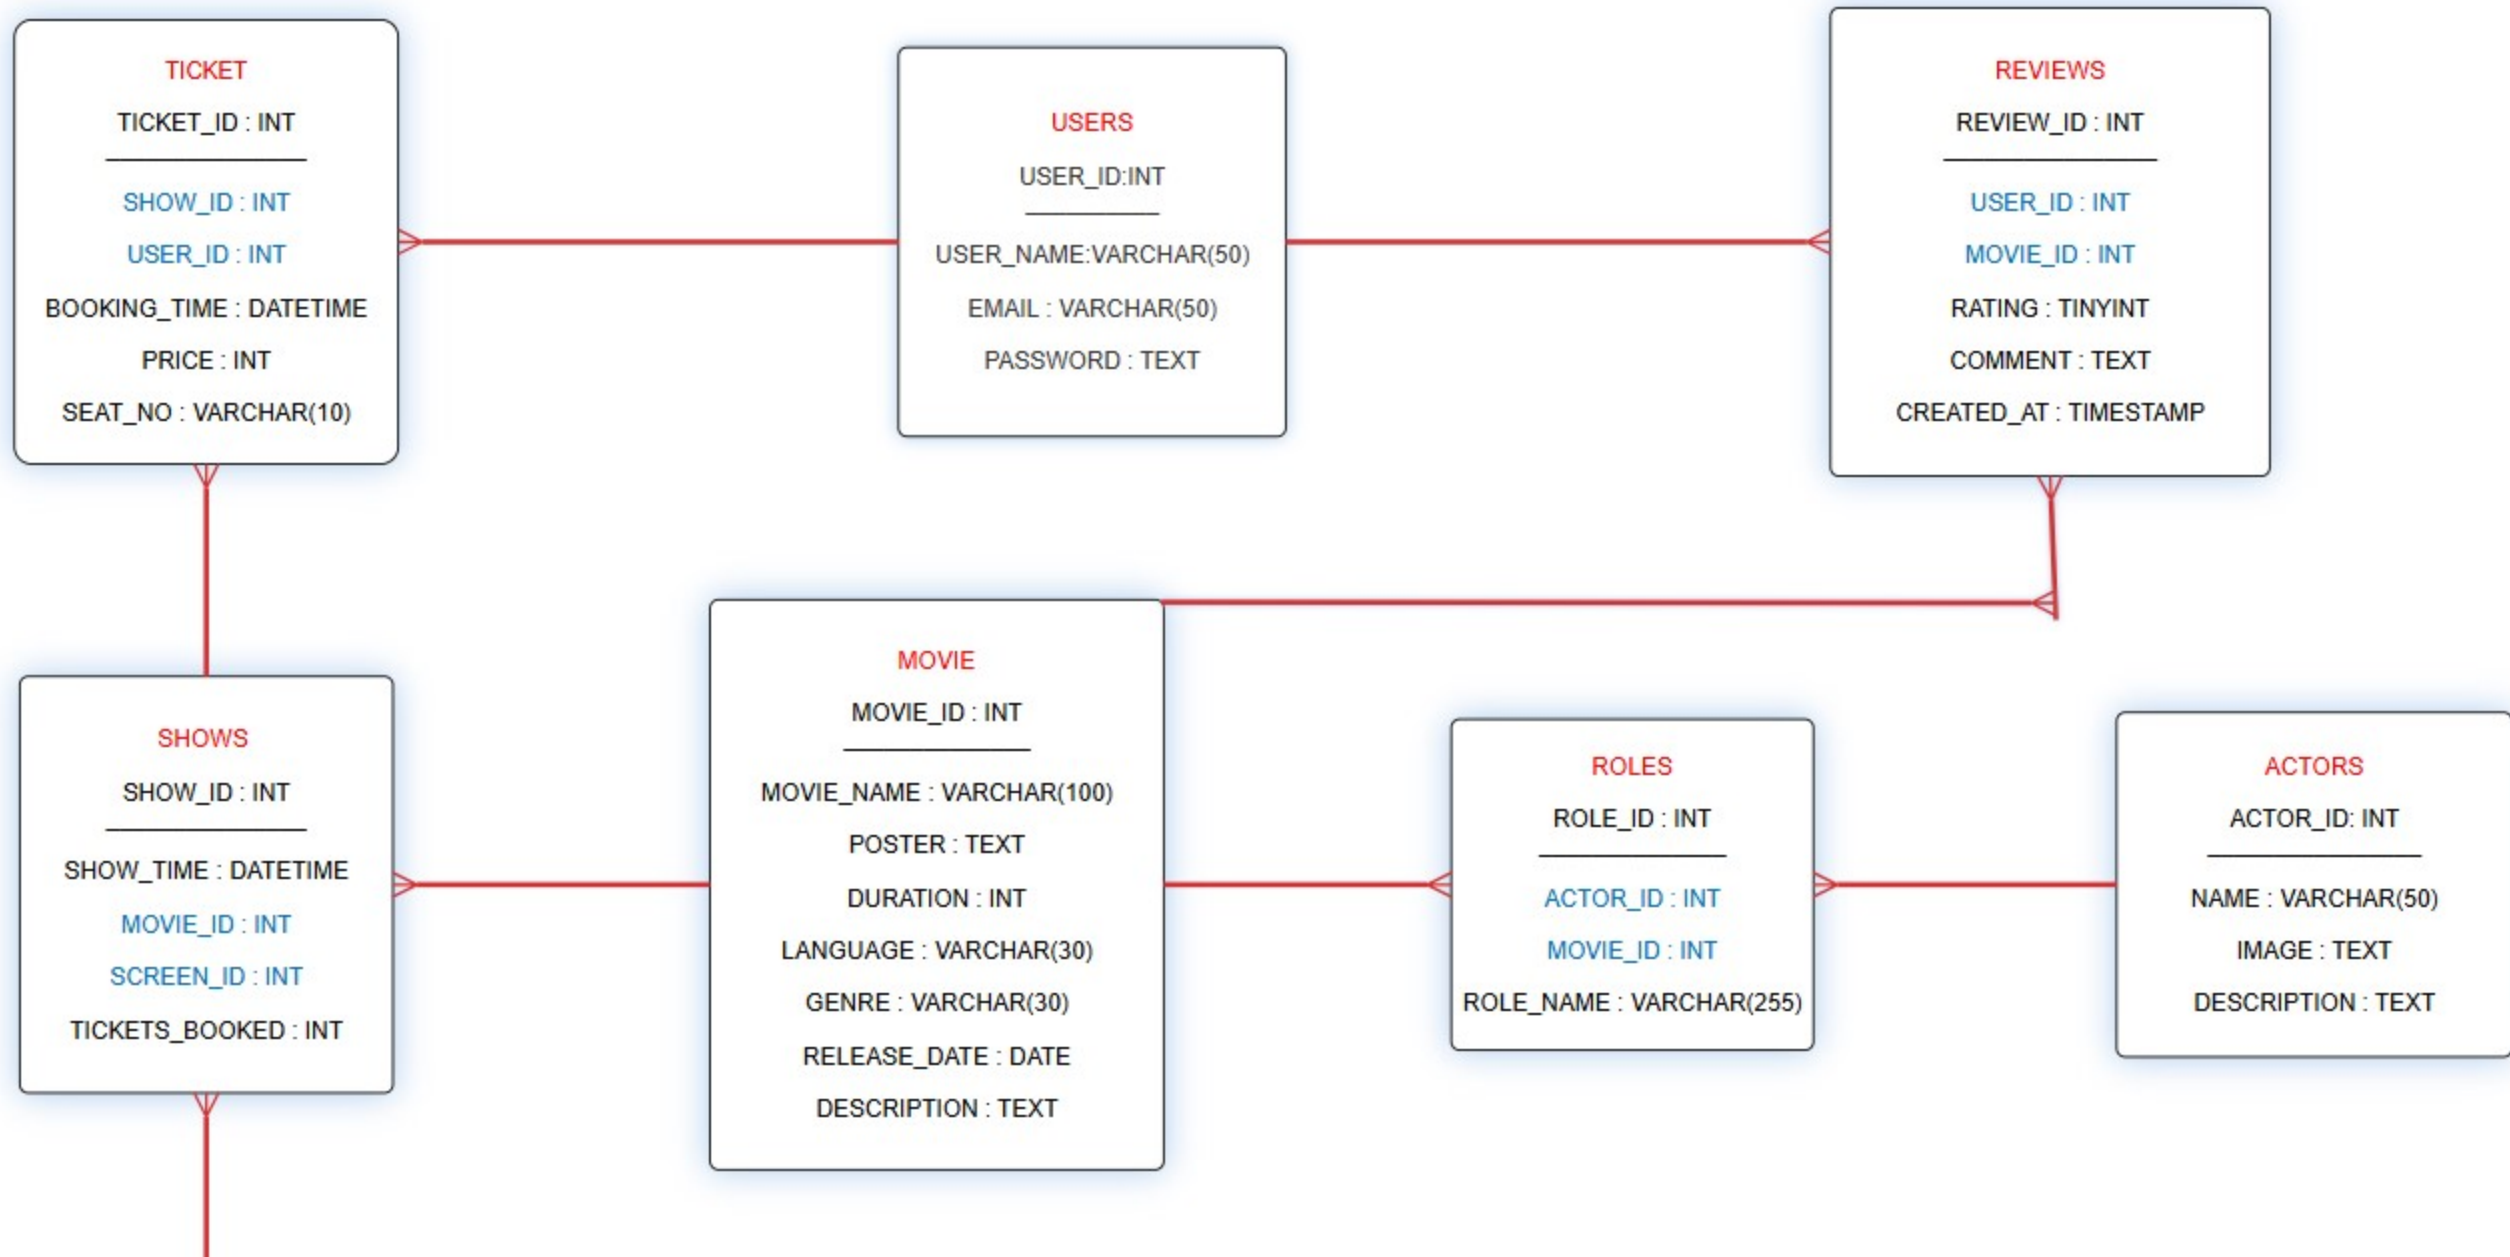 TICKET
TICKET_ID : INT
SHOW_ID : INT
USER_ID : INT
BOOKING_TIME : DATETIME
PRICE : INT
SEAT_NO : VARCHAR(10)
USERS
USER_ID:INT
USER_NAME:VARCHAR(50)
EMAIL : VARCHAR(50)
PASSWORD : TEXT
REVIEWS
REVIEW_ID : INT
USER_ID : INT
MOVIE_ID : INT
RATING : TINYINT
COMMENT : TEXT
CREATED_AT : TIMESTAMP
SHOWS
SHOW_ID : INT
SHOW_TIME : DATETIME
MOVIE_ID : INT
SCREEN_ID : INT
TICKETS_BOOKED : INT
MOVIE
MOVIE_ID : INT
MOVIE_NAME : VARCHAR(100)
POSTER : TEXT
DURATION : INT
LANGUAGE : VARCHAR(30)
GENRE : VARCHAR(30)
RELEASE_DATE : DATE
DESCRIPTION : TEXT
ROLES
ROLE_ID : INT
ACTOR_ID : INT
MOVIE_ID : INT
ROLE_NAME : VARCHAR(255)
ACTORS
ACTOR_ID: INT
NAME : VARCHAR(50)
IMAGE : TEXT
DESCRIPTION : TEXT